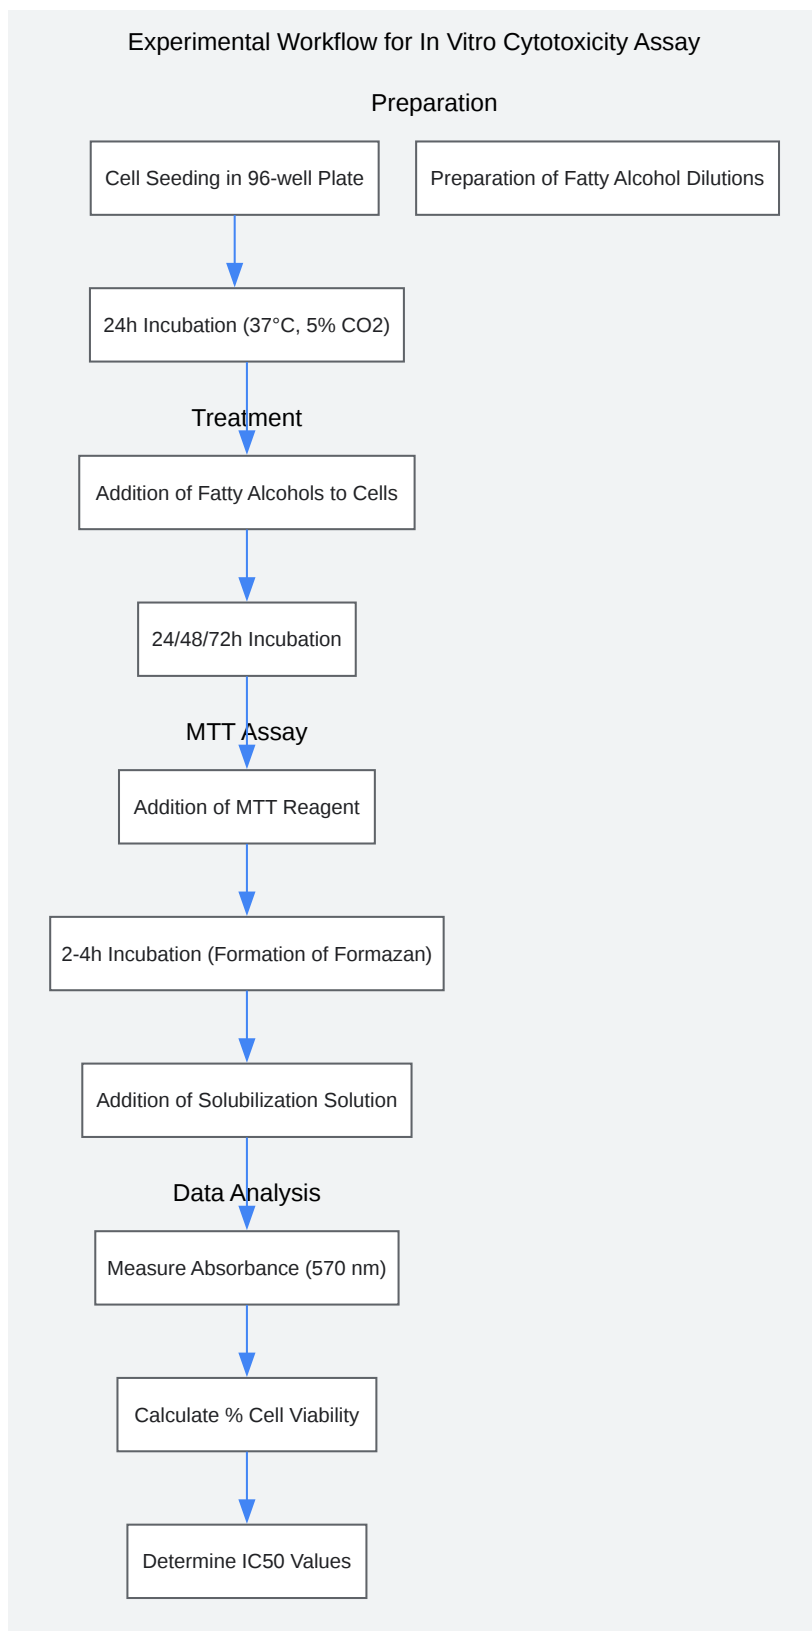 Experimental Workflow for In Vitro Cytotoxicity Assay
Preparation
Cell Seeding in 96-well Plate
Preparation of Fatty Alcohol Dilutions
24h Incubation (37°C, 5% CO2)
Treatment
Addition of Fatty Alcohols to Cells
24/48/72h Incubation
MTT Assay
Addition of MTT Reagent
2-4h Incubation (Formation of Formazan)
Addition of Solubilization Solution
Data Analysis
Measure Absorbance (570 nm)
Calculate % Cell Viability
Determine IC50 Values